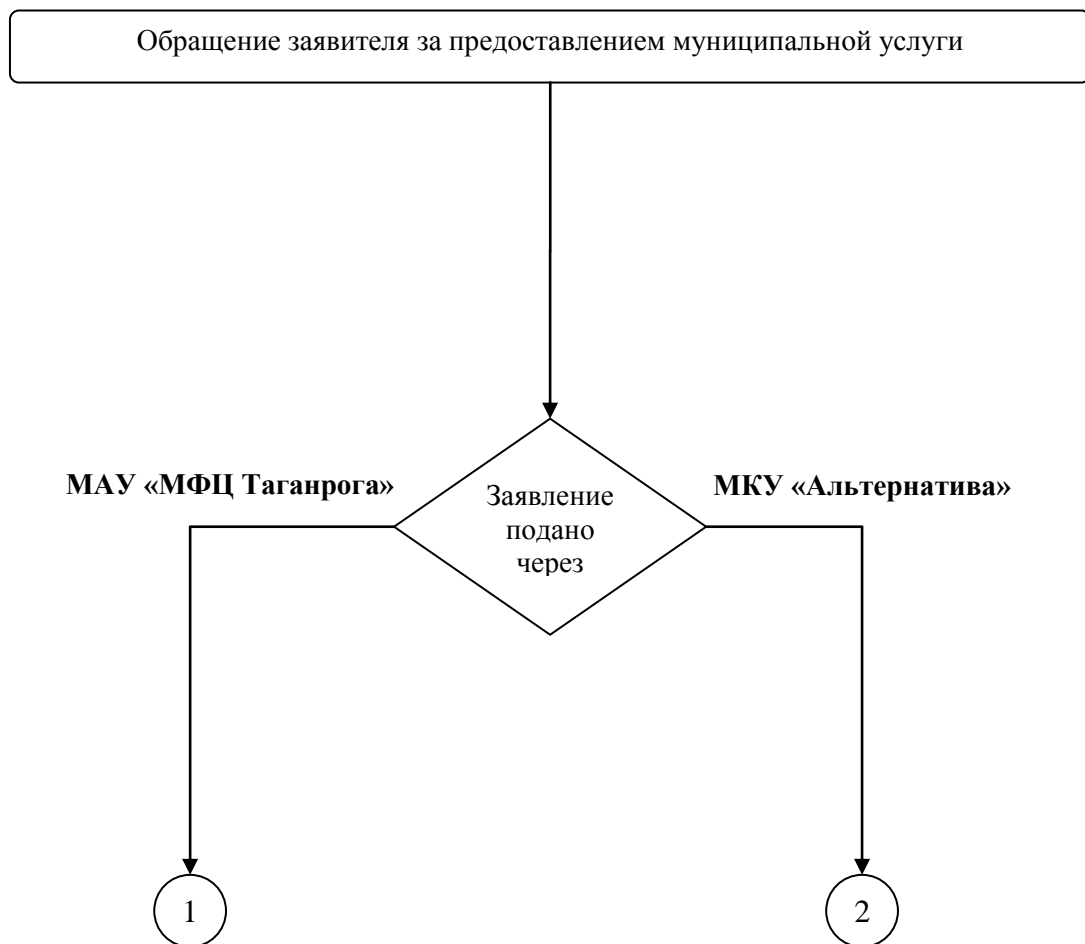 Обращение заявителя за предоставлением муниципальной услуги
МАУ «МФЦ Таганрога»
МКУ «Альтернатива»
Заявление
подано
через
1
2